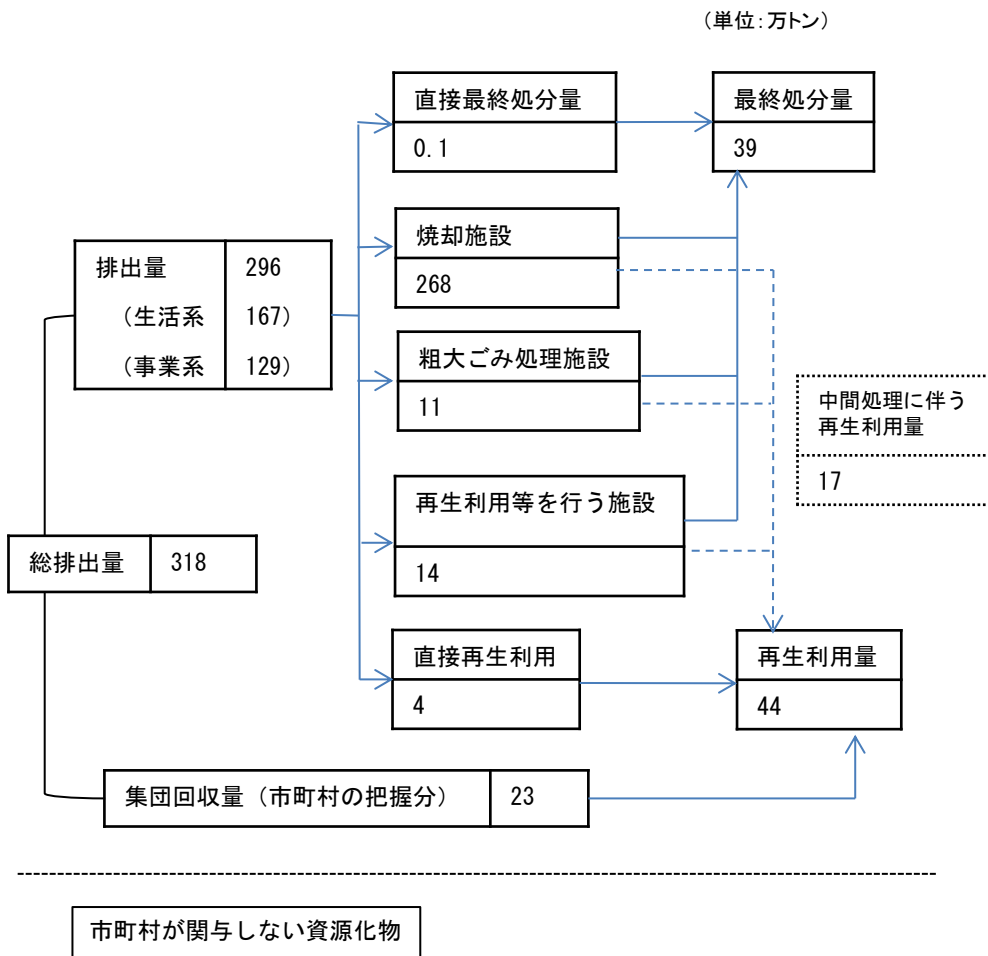 （単位：万トン）
直接最終処分量
0.1
最終処分量
39
焼却施設
268
排出量 296
（生活系 167）
（事業系 129）
粗大ごみ処理施設
11
中間処理に伴う
再生利用量
17
再生利用等を行う施設
14
総排出量 318
直接再生利用
4
再生利用量
44
集団回収量（市町村の把握分） 23
市町村が関与しない資源化物